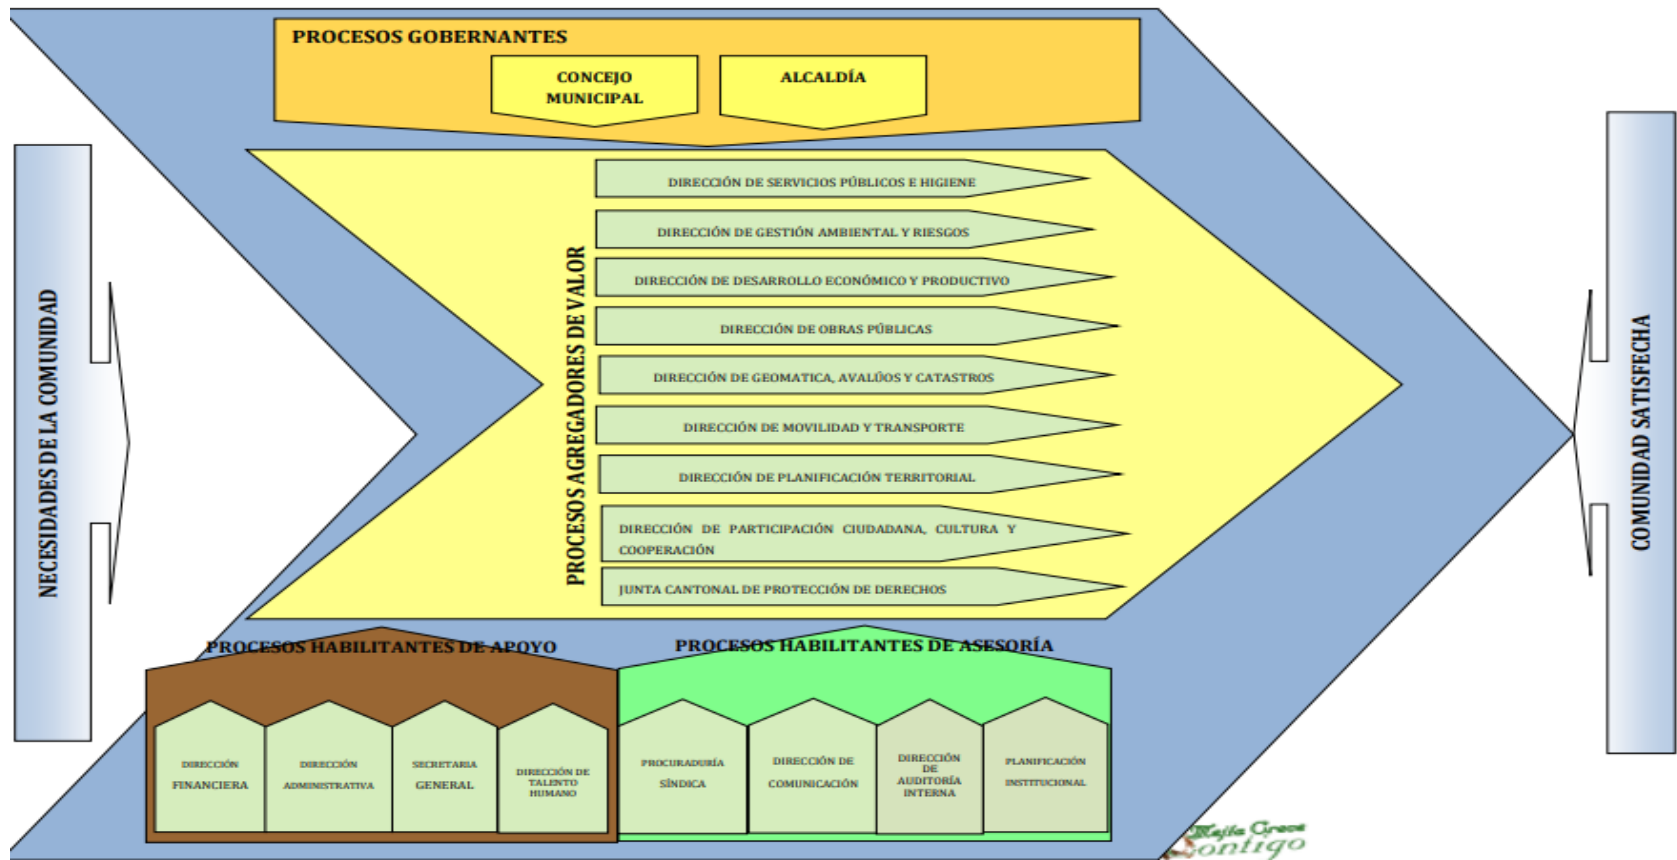 PROCESOS GOBERNANTES
CONCEJO
MUNICIPAL
ALCALDÍA
NECESIDADES DE LA COMUNIDAD
PROCESOS AGREGADORES DE VALOR
DIRECCIÓN DE SERVICIOS PÚBLICOS E HIGIENE
DIRECCIÓN DE GESTIÓN AMBIENTAL Y RIESGOS
DIRECCIÓN DE DESARROLLO ECONÓMICO Y PRODUCTIVO
DIRECCIÓN DE OBRAS PÚBLICAS
DIRECCIÓN DE GEOMATICA, AVALÚOS Y CATASTROS
DIRECCIÓN DE MOVILIDAD Y TRANSPORTE
DIRECCIÓN DE PLANIFICACIÓN TERRITORIAL
DIRECCIÓN DE PARTICIPACIÓN CIUDADANA, CULTURA Y
COOPERACIÓN
JUNTA CANTONAL DE PROTECCIÓN DE DERECHOS
COMUNIDAD SATISFECHA
PROCESOS HABILITANTES DE APOYO
DIRECCIÓN
FINANCIERA
DIRECCIÓN
ADMINISTRATIVA
SECRETARIA
GENERAL
DIRECCIÓN DE
TALENTO
HUMANO
PROCESOS HABILITANTES DE ASESORÍA
PROCURADURÍA
SÍNDICA
DIRECCIÓN DE
COMUNICACIÓN
DIRECCIÓN
DE
AUDITORÍA
INTERNA
PLANIFICACIÓN
INSTITUCIONAL
Mejía Crece
Contigo